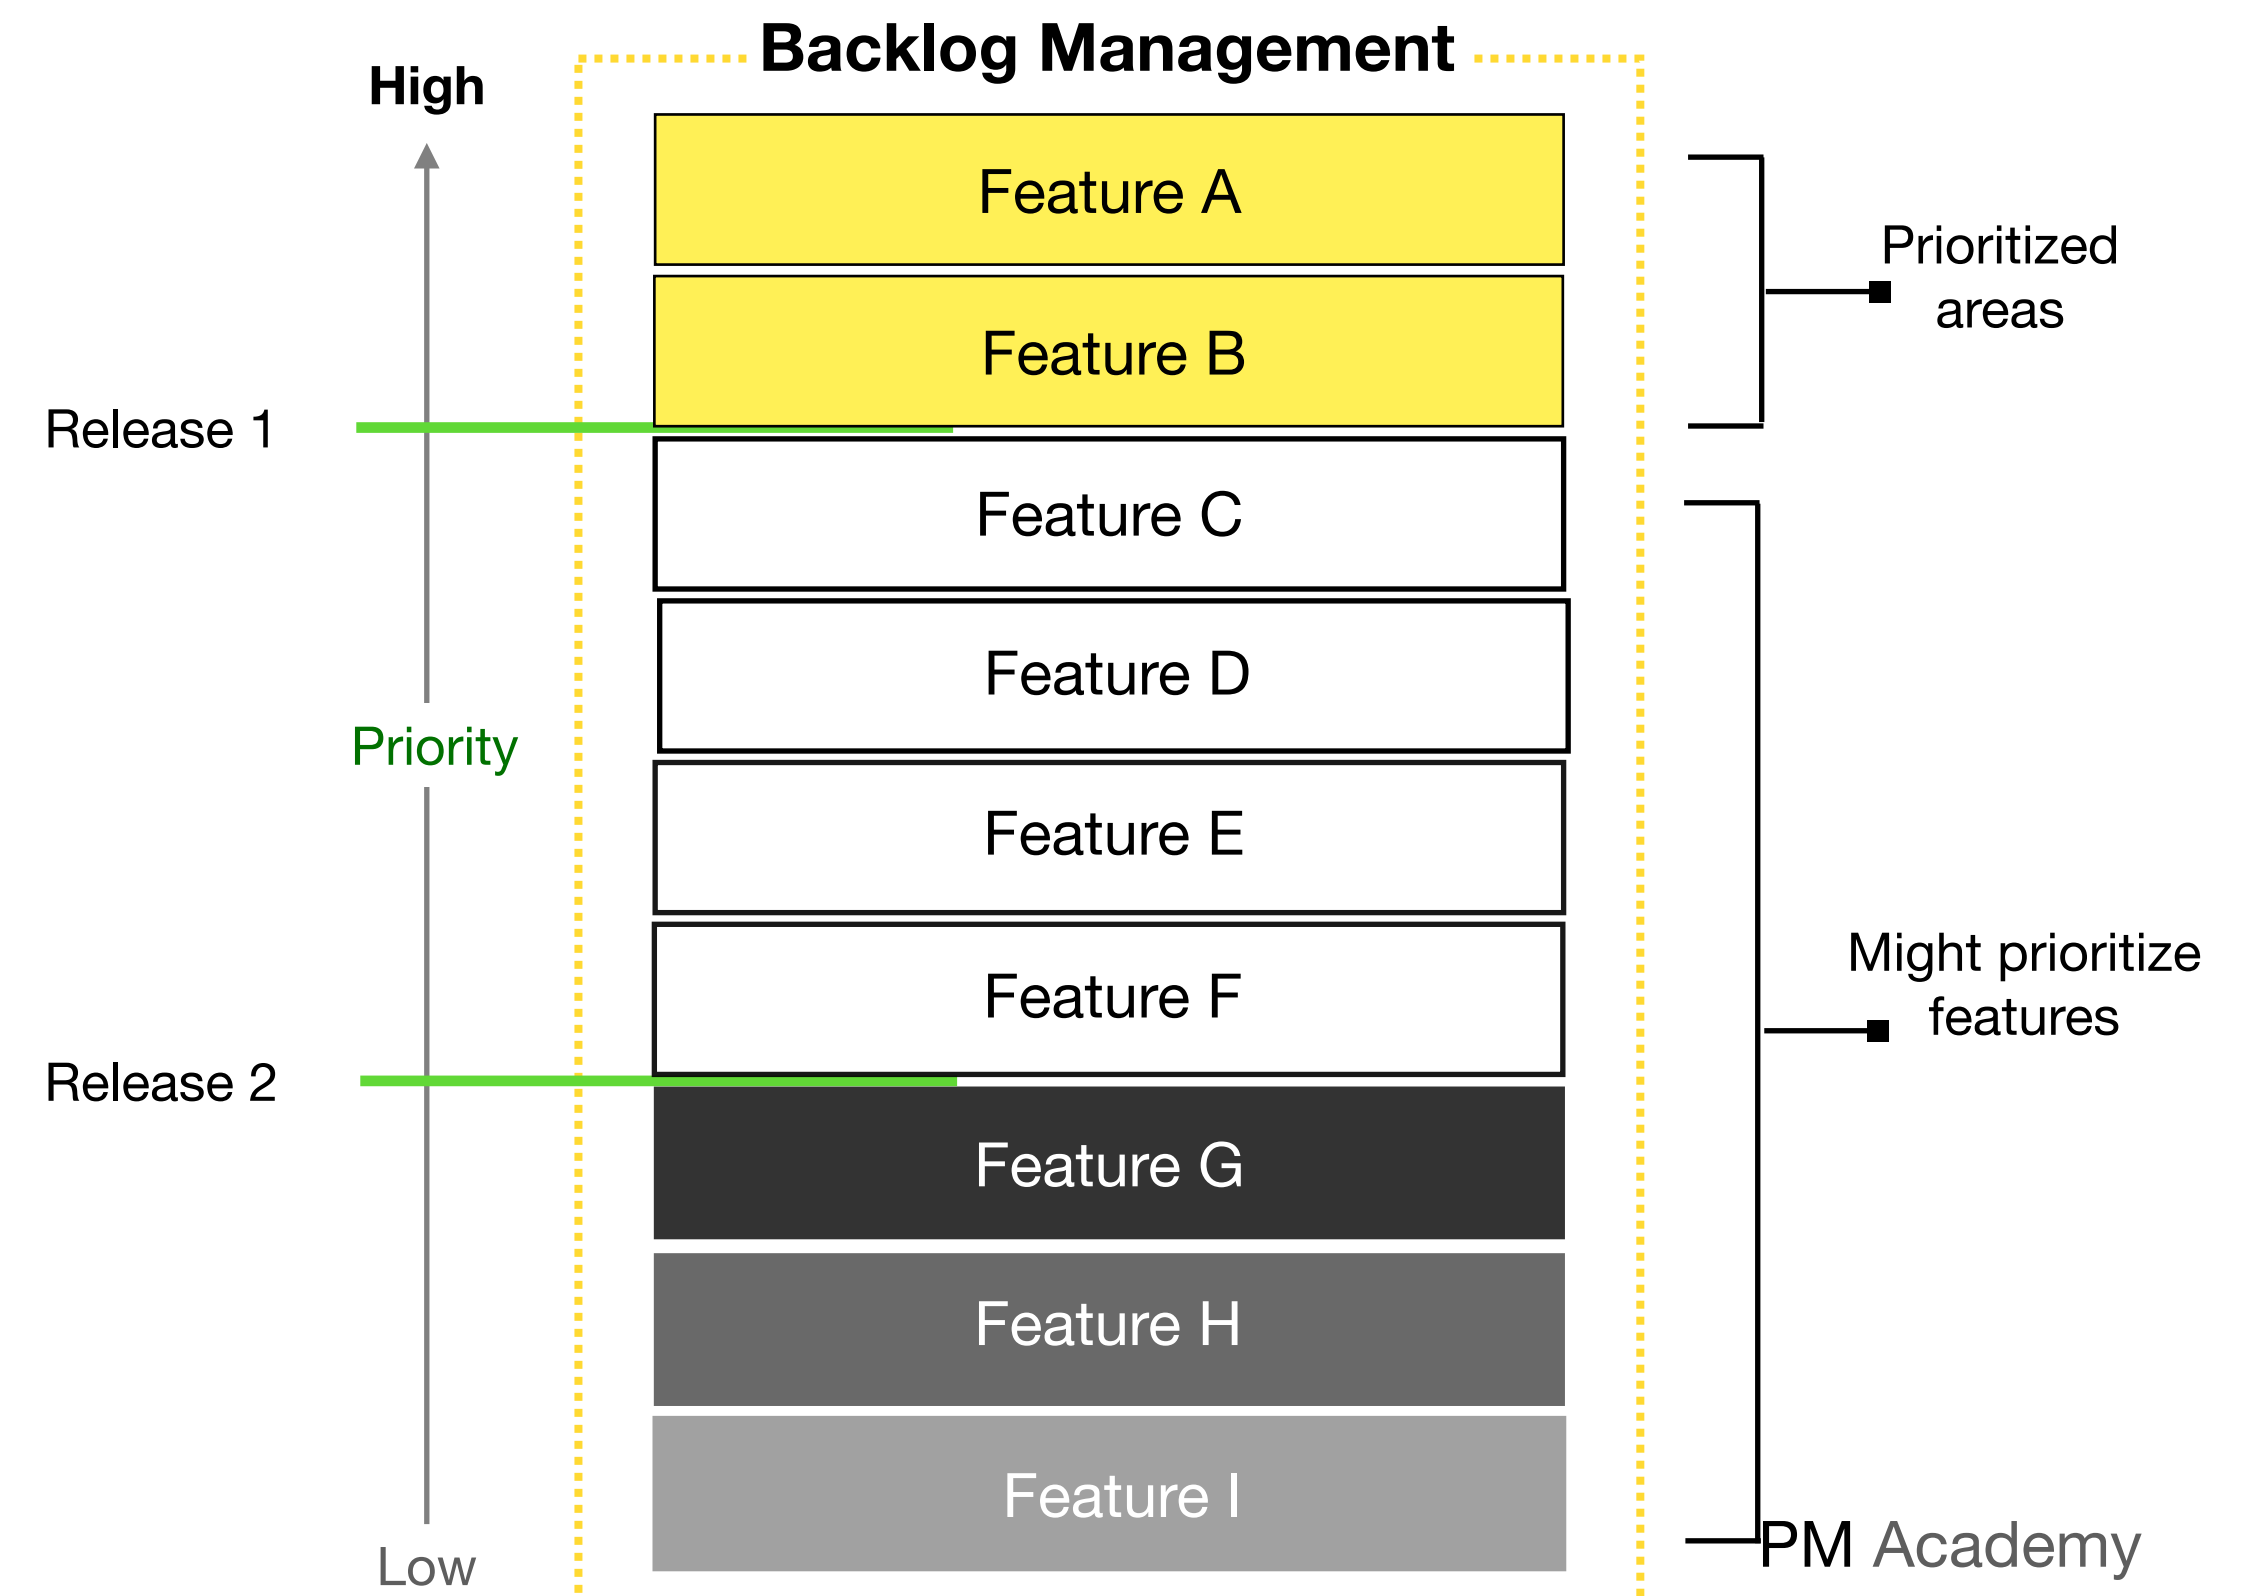 Backlog Management
High
Feature A
Prioritized
areas
Feature B
Release 1
Feature C
Feature D
Priority
Feature E
Might prioritize
features
Feature F
Release 2
Feature G
Feature H
Feature I
PM Academy
Low